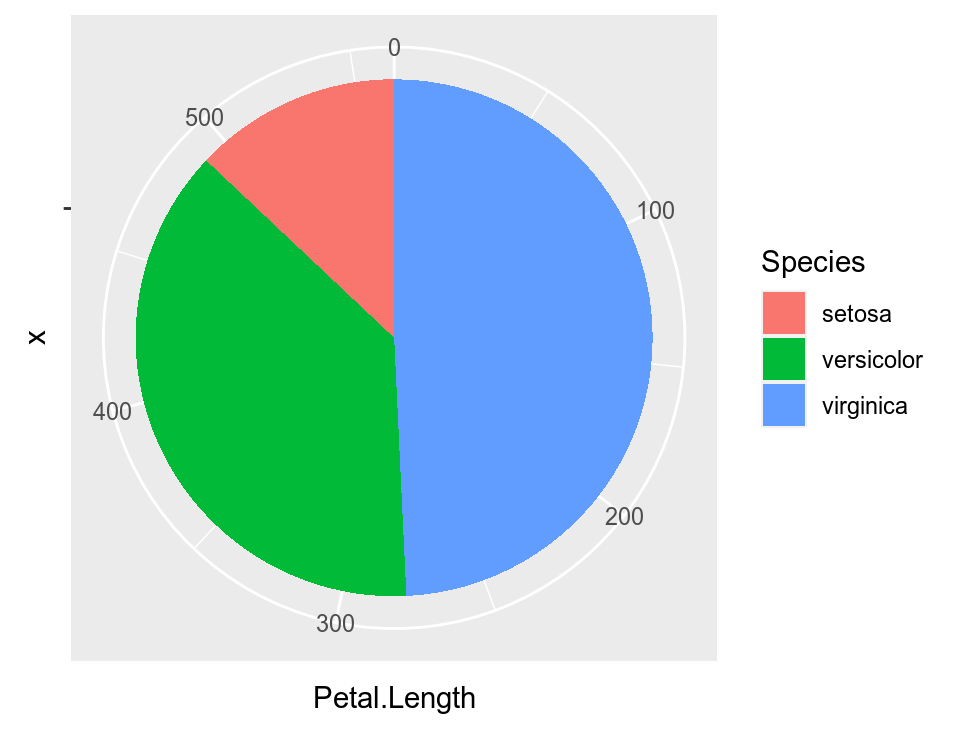 0
500
100
Species
setosa
x
versicolor
400
virginica
200
300
Petal.Length